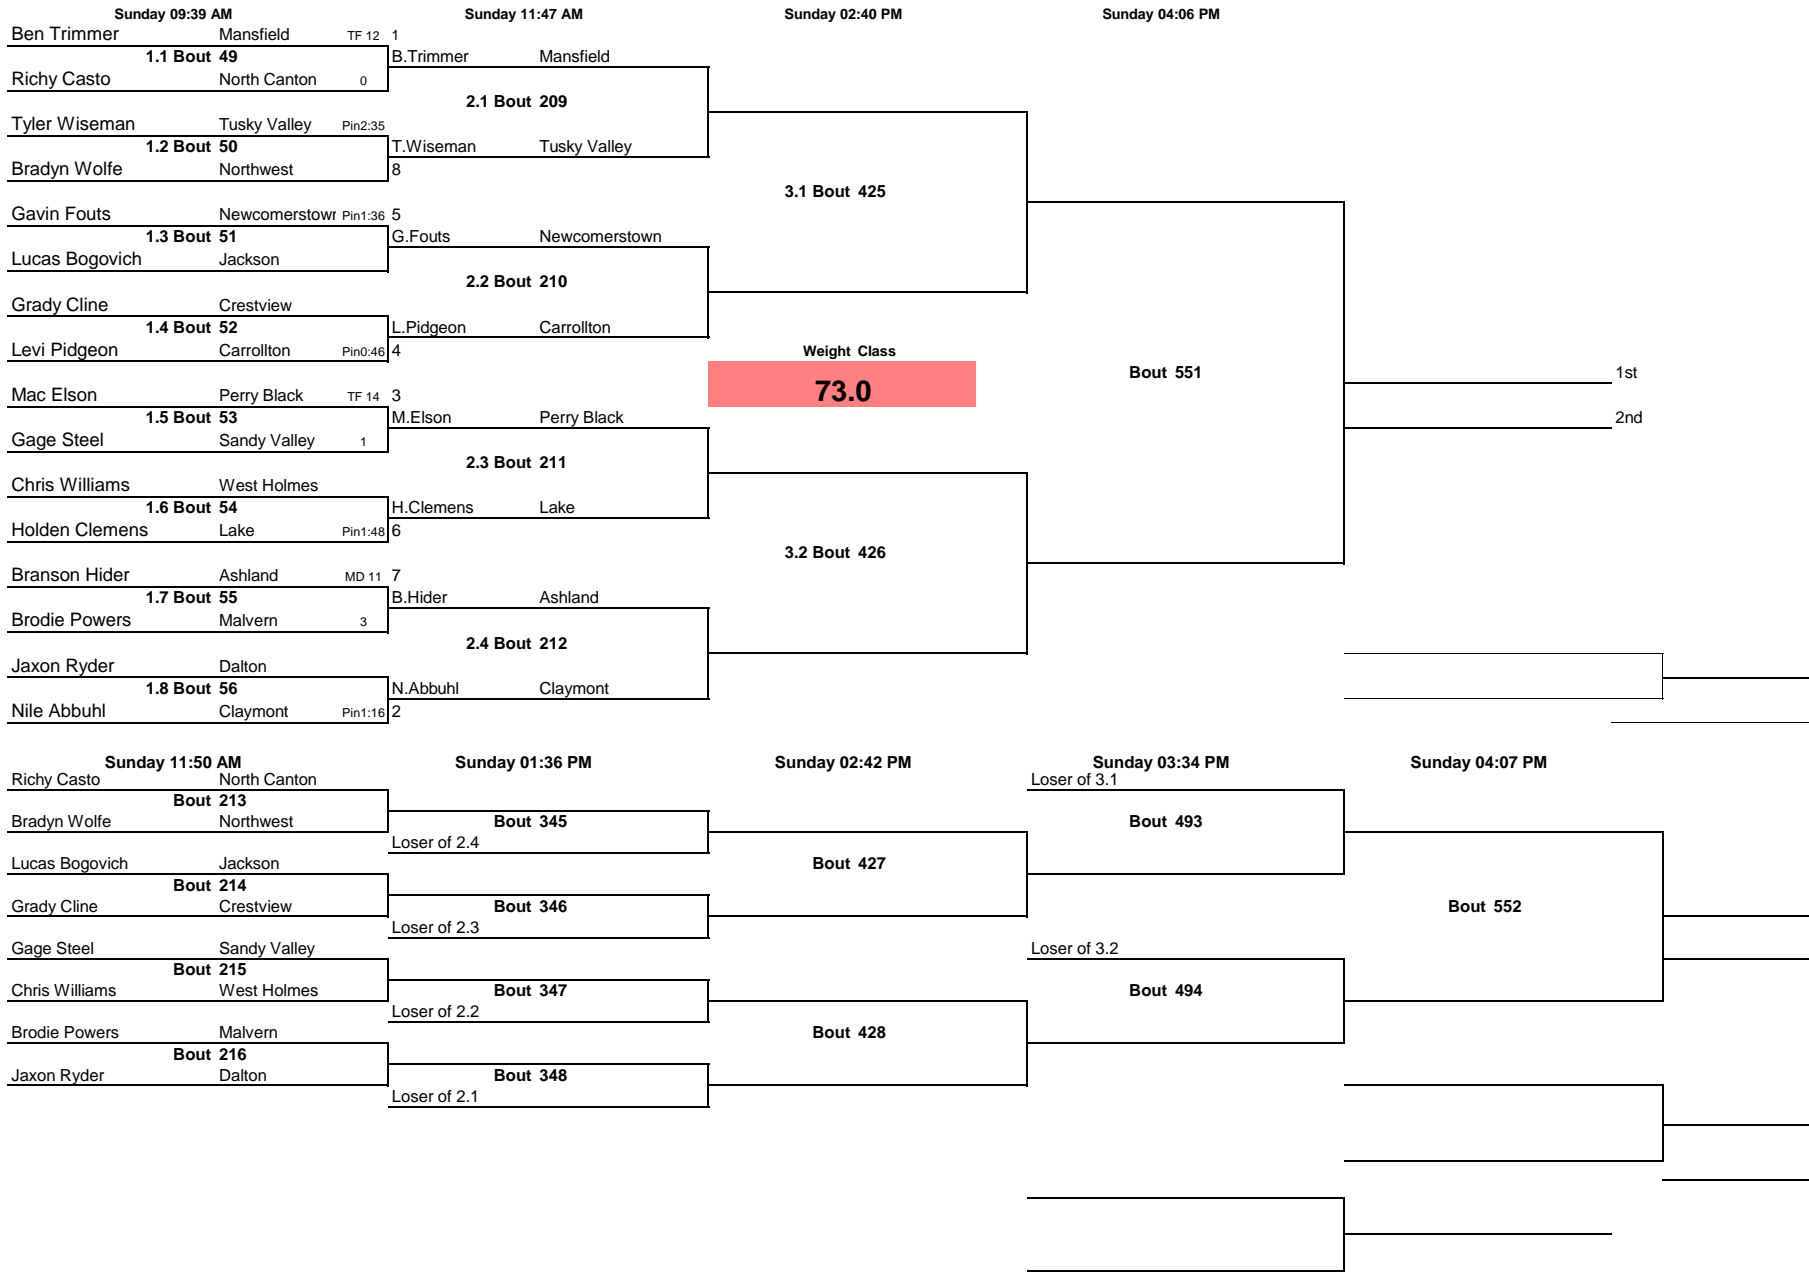 Sunday 09:39 AM Sunday 11:47 AM Sunday 02:40 PM Sunday 04:06 PM
Ben Trimmer Mansfield TF 12 1
1.1 Bout 49 B.Trimmer Mansfield
Richy Casto North Canton 0
2.1 Bout 209
Tyler Wiseman Tusky Valley Pin2:35
1.2 Bout 50 T.Wiseman Tusky Valley
Bradyn Wolfe Northwest 8
3.1 Bout 425
Gavin Fouts Newcomerstown Pin1:36 5
1.3 Bout 51 G.Fouts Newcomerstown
Lucas Bogovich Jackson
2.2 Bout 210
Grady Cline Crestview
1.4 Bout 52 L.Pidgeon Carrollton
Levi Pidgeon Carrollton Pin0:46 4 Weight Class
Bout 551 1st
73.0
Mac Elson Perry Black TF 14 3
1.5 Bout 53 M.Elson Perry Black 2nd
Gage Steel Sandy Valley 1
2.3 Bout 211
Chris Williams West Holmes
1.6 Bout 54 H.Clemens Lake
Holden Clemens Lake Pin1:48 6
3.2 Bout 426
Branson Hider Ashland MD 11 7
1.7 Bout 55 B.Hider Ashland
Brodie Powers Malvern 3
2.4 Bout 212
Jaxon Ryder Dalton
1.8 Bout 56 N.Abbuhl Claymont
Nile Abbuhl Claymont Pin1:16 2
Sunday 11:50 AM Sunday 01:36 PM Sunday 02:42 PM Sunday 03:34 PM Sunday 04:07 PM
Richy Casto North Canton Loser of 3.1
Bout 213
Bradyn Wolfe Northwest Bout 345 Bout 493
Loser of 2.4
Lucas Bogovich Jackson Bout 427
Bout 214
Grady Cline Crestview Bout 346 Bout 552
Loser of 2.3
Gage Steel Sandy Valley Loser of 3.2
Bout 215
Chris Williams West Holmes Bout 347 Bout 494
Loser of 2.2
Brodie Powers Malvern Bout 428
Bout 216
Jaxon Ryder Dalton Bout 348
Loser of 2.1